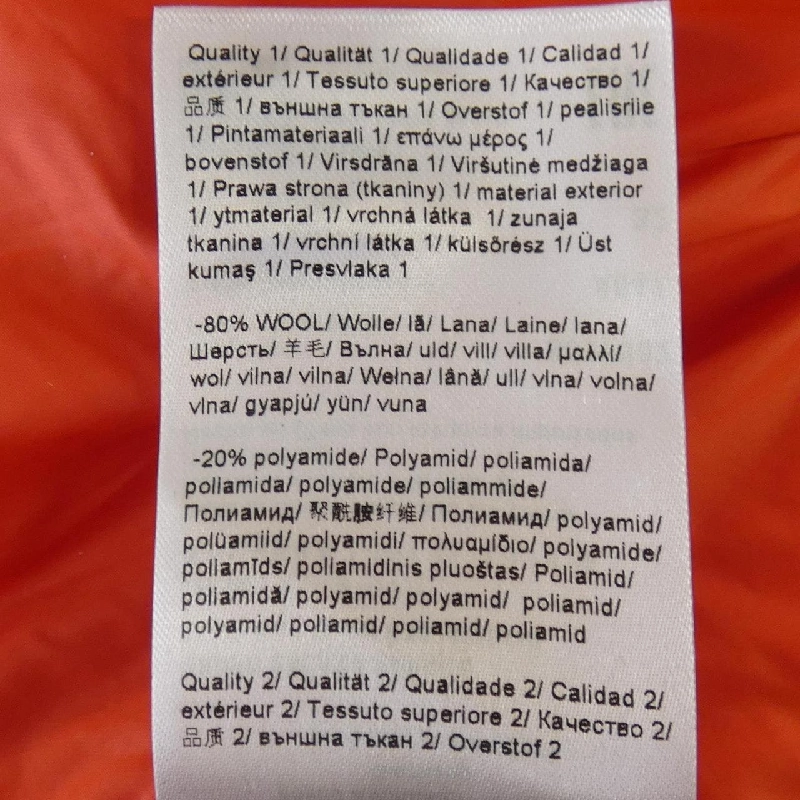 Quality 1/ Qualität 1/ Qualidade 1/ Calidad 1/
extérieur 1/ Tessuto superiore 1/ Качество 1/
品质 1/ външна тъкан 1/ Overstof 1/ pealisriie
1/ Pintamateriaali 1/ επάνω μέρος 1/
bovenstof 1/ Virsdrāna 1/ Viršutinė medžiaga
1/ Prawa strona (tkaniny) 1/ material exterior
1/ ytmaterial 1/ vrchná látka 1/ zunaja
tkanina 1/ vrchní látka 1/ külsőrész 1/ Üst
kumaş 1/ Presvlaka 1
-80% WOOL/ Wolle/ lã/ Lana/ Laine/ lana/
Шерсть/ 羊毛/ Вълна/ uld/ vill/ villa/ μαλλί/
wol/ vilna/ vilna/ Wełna/ lână/ ull/ vlna/ volna/
vlna/ gyapjú/ yün/ vuna
-20% polyamide/ Polyamid/ poliamida/
poliamida/ polyamide/ poliammide/
Полиамид/ 聚酰胺纤维/ Полиамид/ polyamid/
polüamiid/ polyamidi/ πολυαμίδιο/ polyamide/
poliamīds/ poliamidinis pluoštas/ Poliamid/
poliamidă/ polyamid/ polyamid/ poliamid/
polyamid/ poliamid/ poliamid/ poliamid
Quality 2/ Qualität 2/ Qualidade 2/ Calidad 2/
extérieur 2/ Tessuto superiore 2/ Качество 2/
品质 2/ външна тъкан 2/ Overstof 2